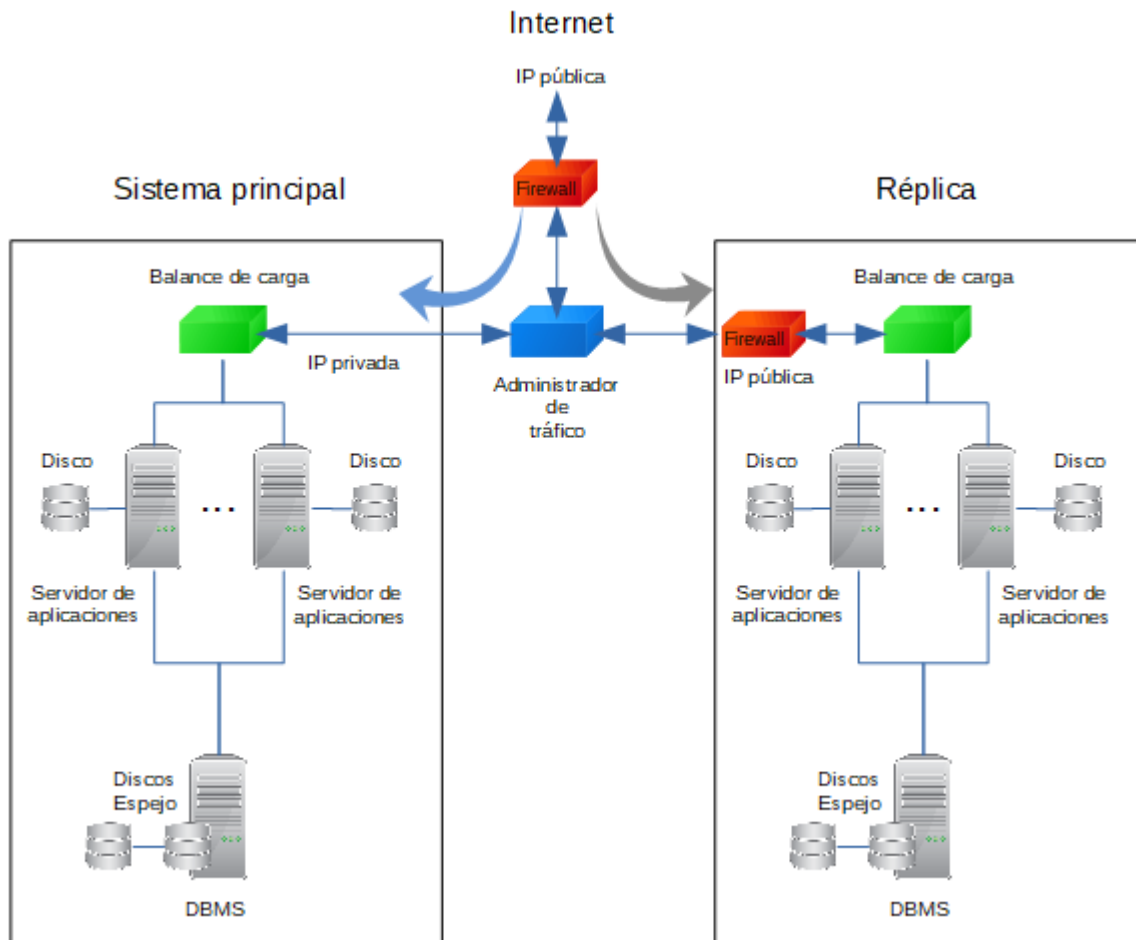 Internet
IP pública
Firewall
Sistema principal
Réplica
Balance de carga
Balance de carga
Firewall
IP privada
IP pública
Administrador
de
tráfico
Disco
Disco
Disco
Disco
...
...
Servidor de
aplicaciones
Servidor de
aplicaciones
Servidor de
aplicaciones
Servidor de
aplicaciones
Discos
Espejo
Discos
Espejo
DBMS
DBMS